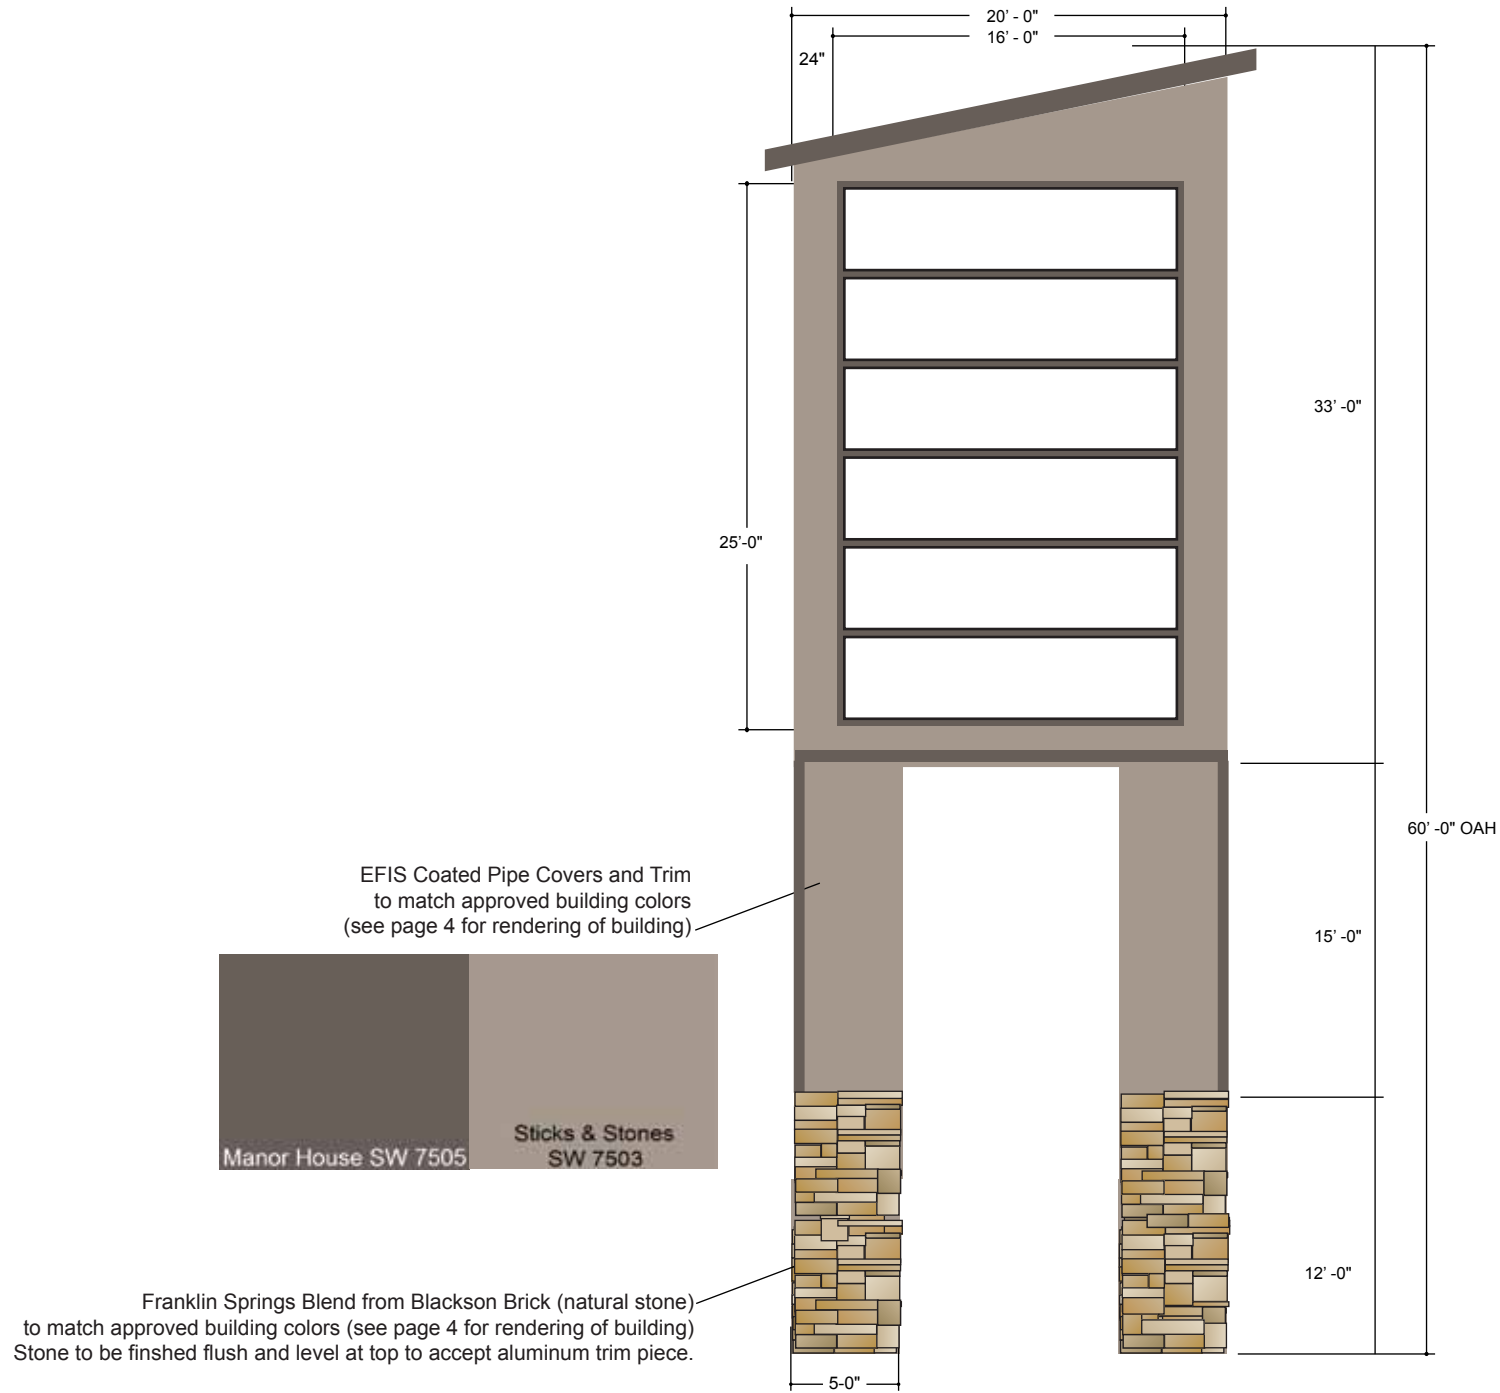 20' - 0"
16' - 0"
24"
33' -0"
25'-0"
60' -0" OAH
EFIS Coated Pipe Covers and Trim
to match approved building colors
(see page 4 for rendering of building)
15' -0"
Manor House SW 7505
Sticks & Stones
SW 7503
12' -0"
Franklin Springs Blend from Blackson Brick (natural stone)
to match approved building colors (see page 4 for rendering of building)
Stone to be finshed flush and level at top to accept aluminum trim piece.
5-0"